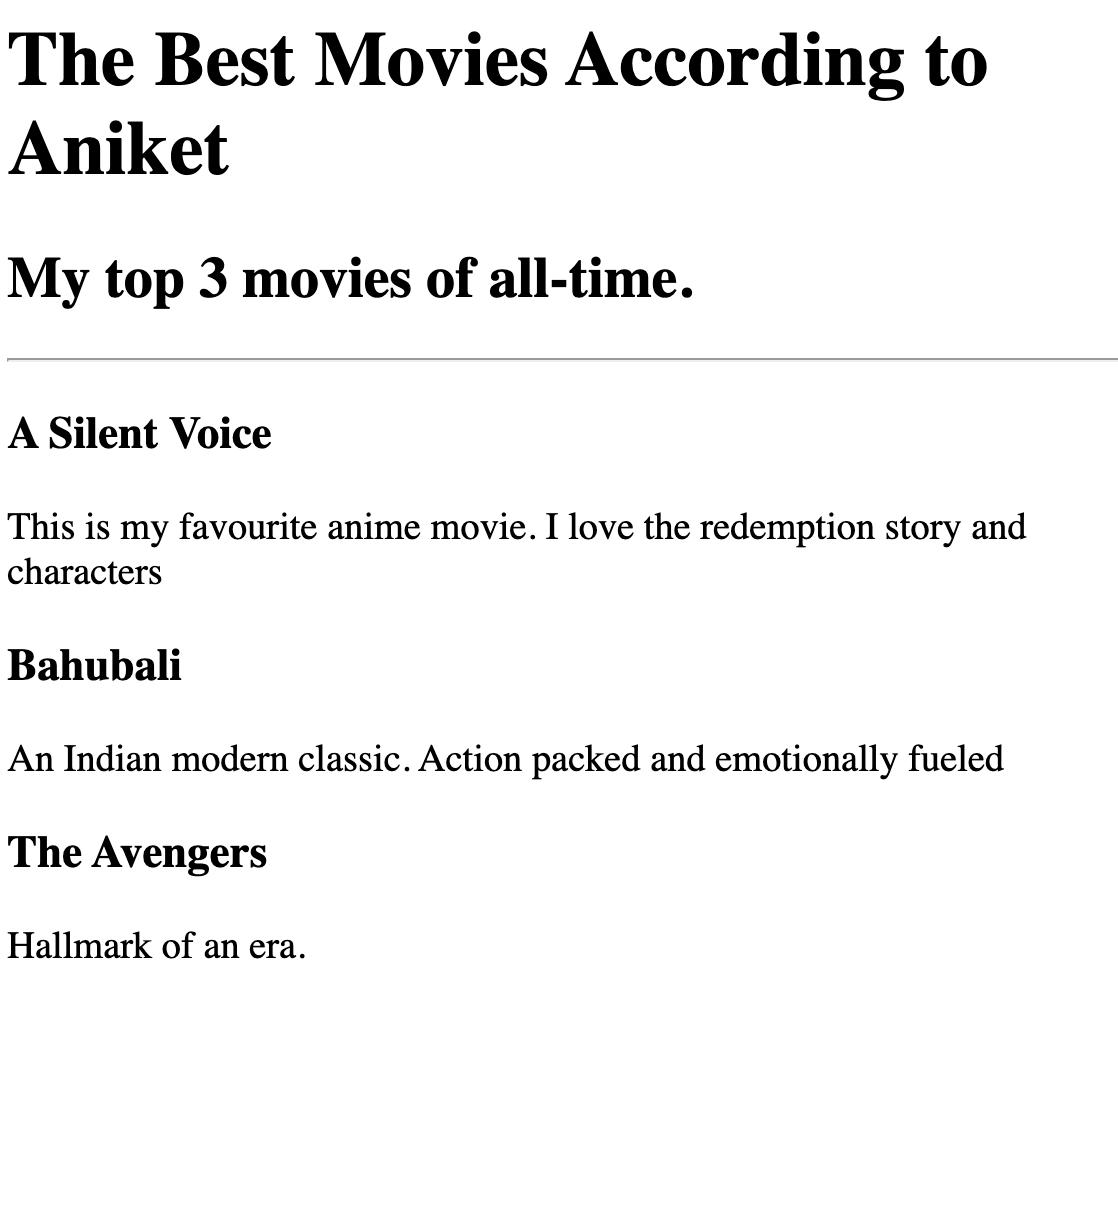 The Best Movies According to
Aniket
My top 3 movies of all-time.
A Silent Voice
This is my favourite anime movie. I love the redemption story and
characters
Bahubali
An Indian modern classic. Action packed and emotionally fueled
The Avengers
Hallmark of an era.